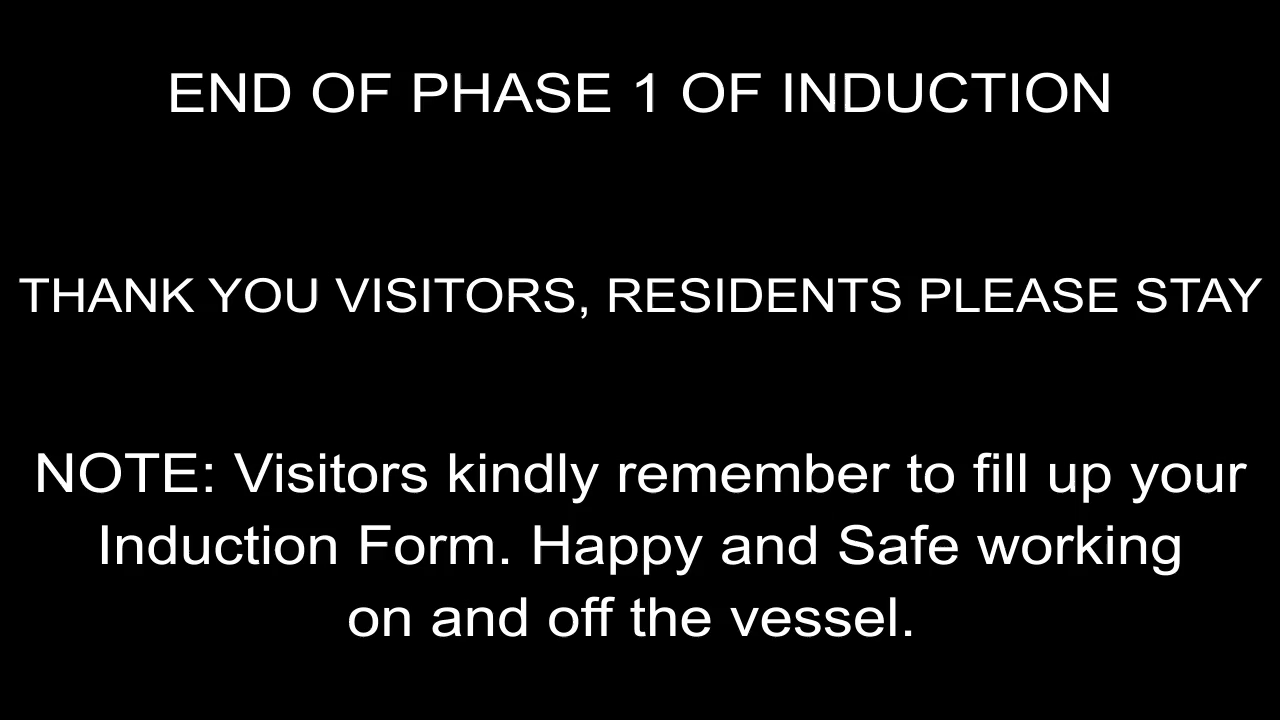 END OF PHASE 1 OF INDUCTION
THANK YOU VISITORS, RESIDENTS PLEASE STAY
NOTE: Visitors kindly remember to fill up your
Induction Form. Happy and Safe working
on and off the vessel.